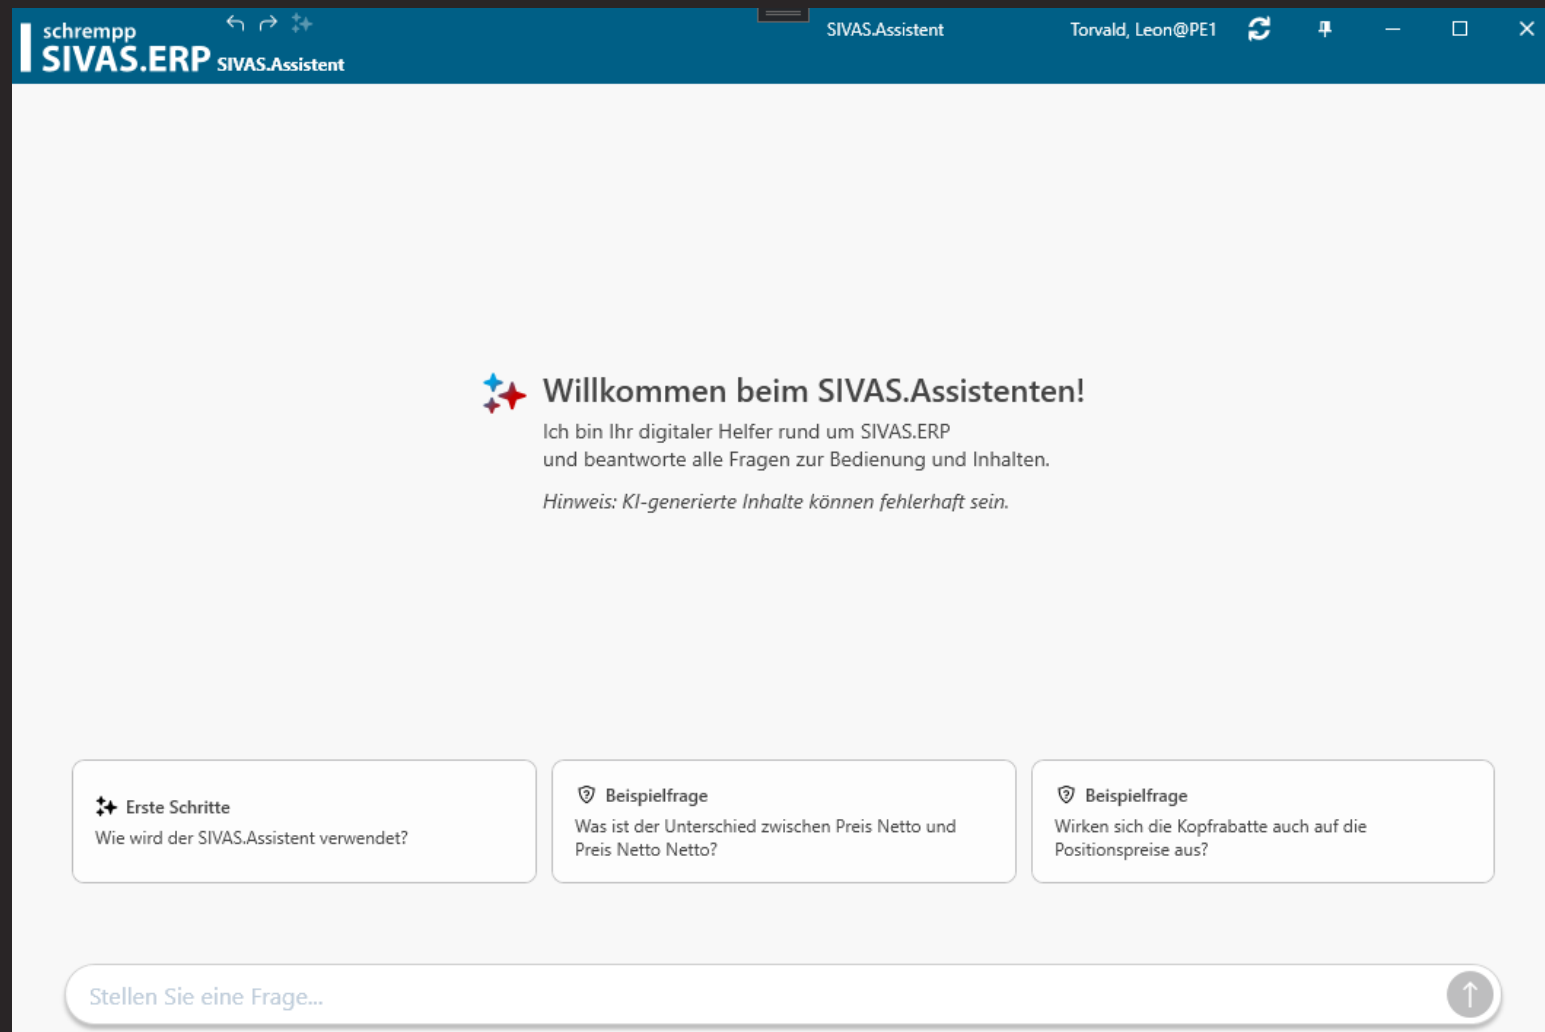 schrempp
SIVAS.ERP SIVAS.Assistent
SIVAS.Assistent
Torvald, Leon@PE1
Willkommen beim SIVAS.Assistenten!
Ich bin Ihr digitaler Helfer rund um SIVAS.ERP
und beantworte alle Fragen zur Bedienung und Inhalten.
Hinweis: KI-generierte Inhalte können fehlerhaft sein.
Erste Schritte
Wie wird der SIVAS.Assistent verwendet?
Beispielfrage
Was ist der Unterschied zwischen Preis Netto und
Preis Netto Netto?
Beispielfrage
Wirken sich die Kopfrabatte auch auf die
Positionspreise aus?
Stellen Sie eine Frage...